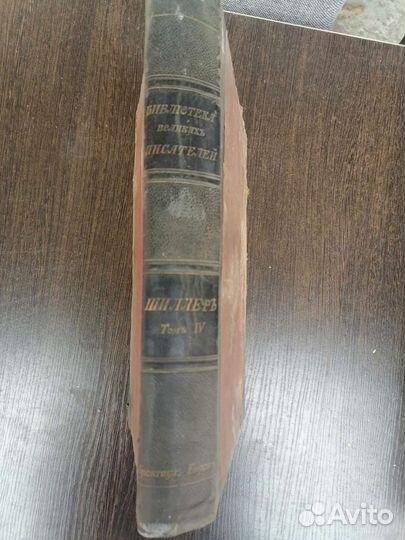 БИБЛІОТЕКА
ВЕЛИКИХЪ
ПИСАТЕЛЕЙ
ШИЛЛЕРЪ
Томъ IV
Avito